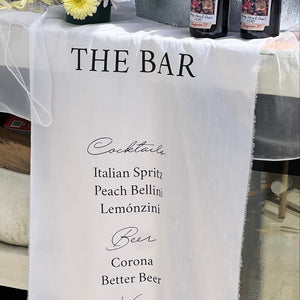 THE BAR
Cocktails
Italian Spritz
Peach Bellini
Lemónzini
Beer
Corona
Better Beer